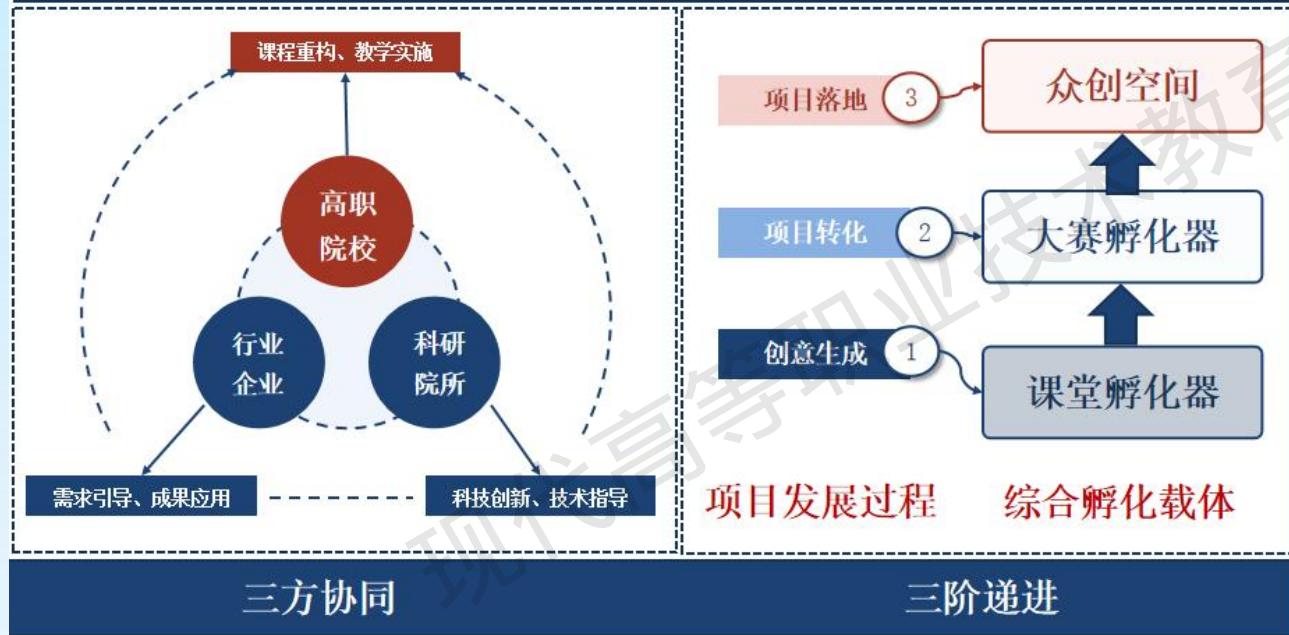 课程重构、教学实施
高职
院校
行业
企业
科研
院所
需求引导、成果应用
科技创新、技术指导
三方协同
项目落地 3
众创空间
项目转化 2
大赛孵化器
创意生成 1
课堂孵化器
项目发展过程 综合孵化载体
三阶递进
现代高等职业技术教育